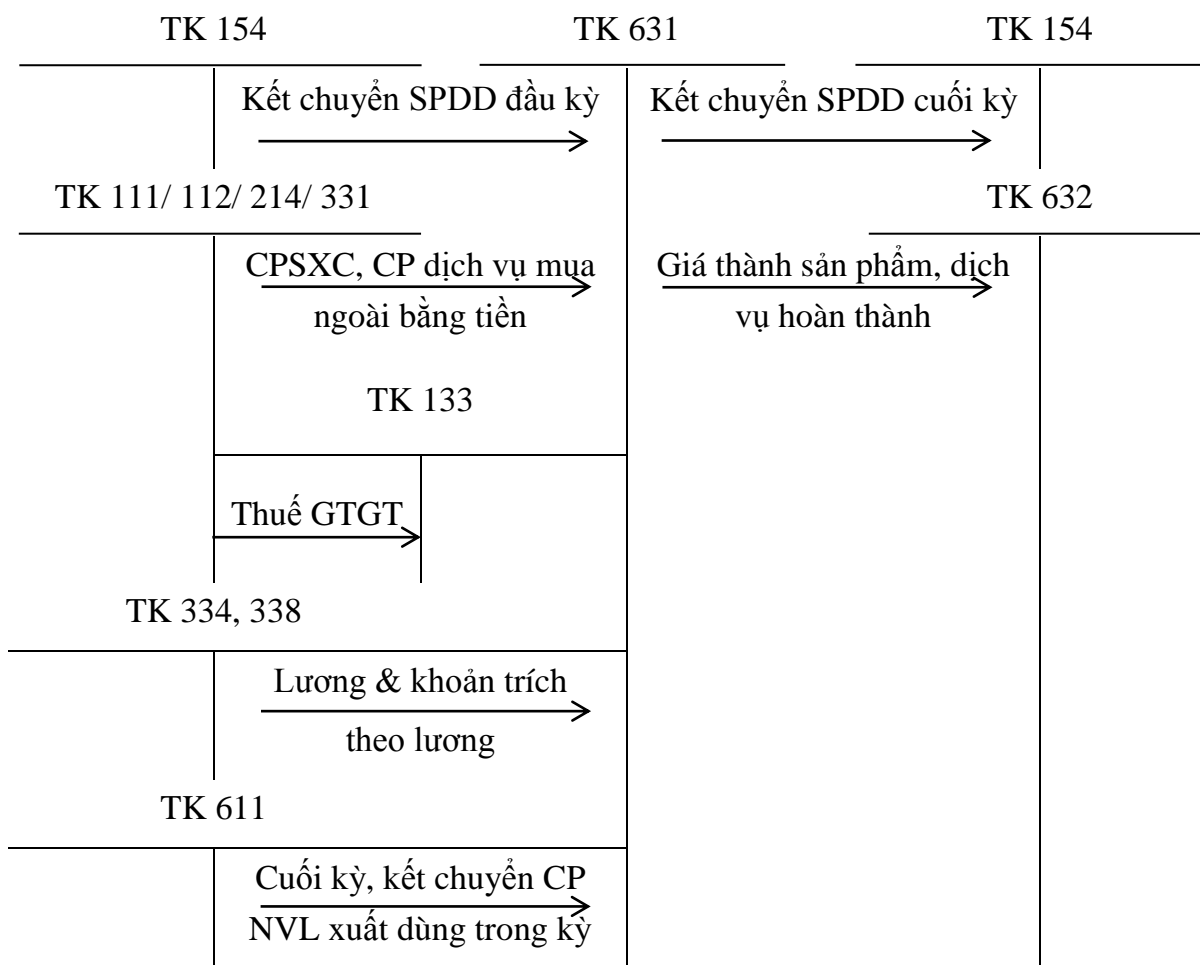 TK 154
TK 631
TK 154
Kết chuyển SPDD đầu kỳ
Kết chuyển SPDD cuối kỳ
TK 111/ 112/ 214/ 331
TK 632
CPSXC, CP dịch vụ mua
ngoài bằng tiền
Giá thành sản phẩm, dịch
vụ hoàn thành
TK 133
Thuế GTGT
TK 334, 338
Lương & khoản trích
theo lương
TK 611
Cuối kỳ, kết chuyển CP
NVL xuất dùng trong kỳ